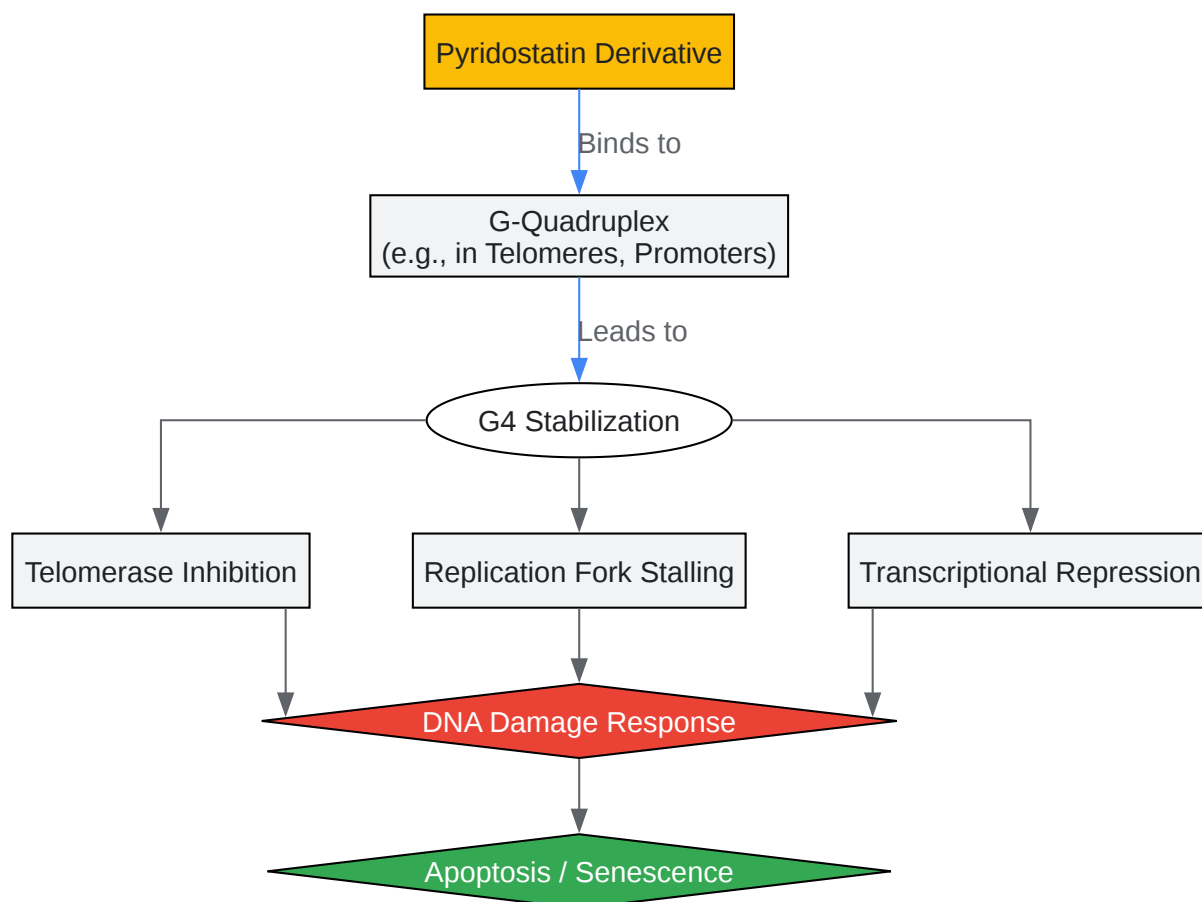 Pyridostatin Derivative
Binds to
G-Quadruplex
(e.g., in Telomeres, Promoters)
Leads to
G4 Stabilization
Telomerase Inhibition
Replication Fork Stalling
Transcriptional Repression
DNA Damage Response
Apoptosis / Senescence